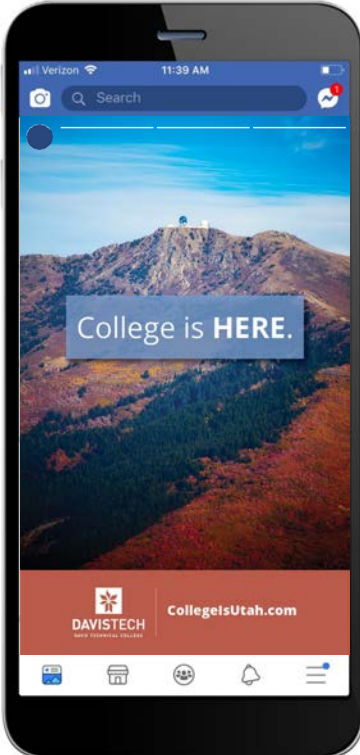 Verizon
11:39 AM
Search
1
College is HERE.
DAVISTECH
DAVIS TECHNICAL COLLEGE
CollegeIsUtah.com